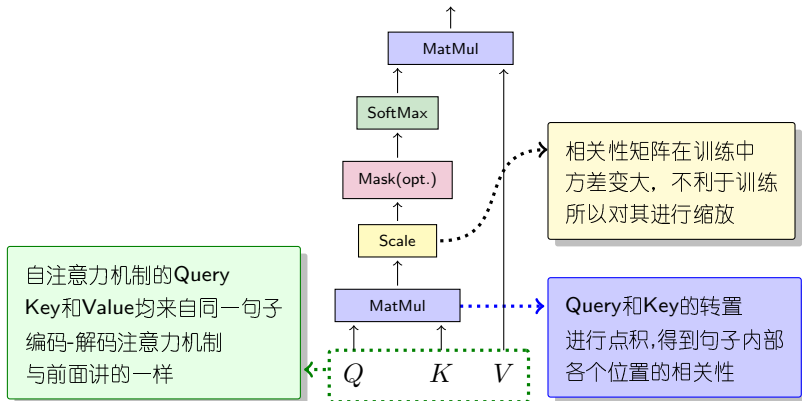 MatMul
SoftMax
Mask(opt.)
Scale
MatMul
Q K V
相关性矩阵在训练中
方差变大，不利于训练
所以对其进行缩放
自注意力机制的Query
Key和Value均来自同一句子
编码-解码注意力机制
与前面讲的一样
Query和Key的转置
进行点积,得到句子内部
各个位置的相关性